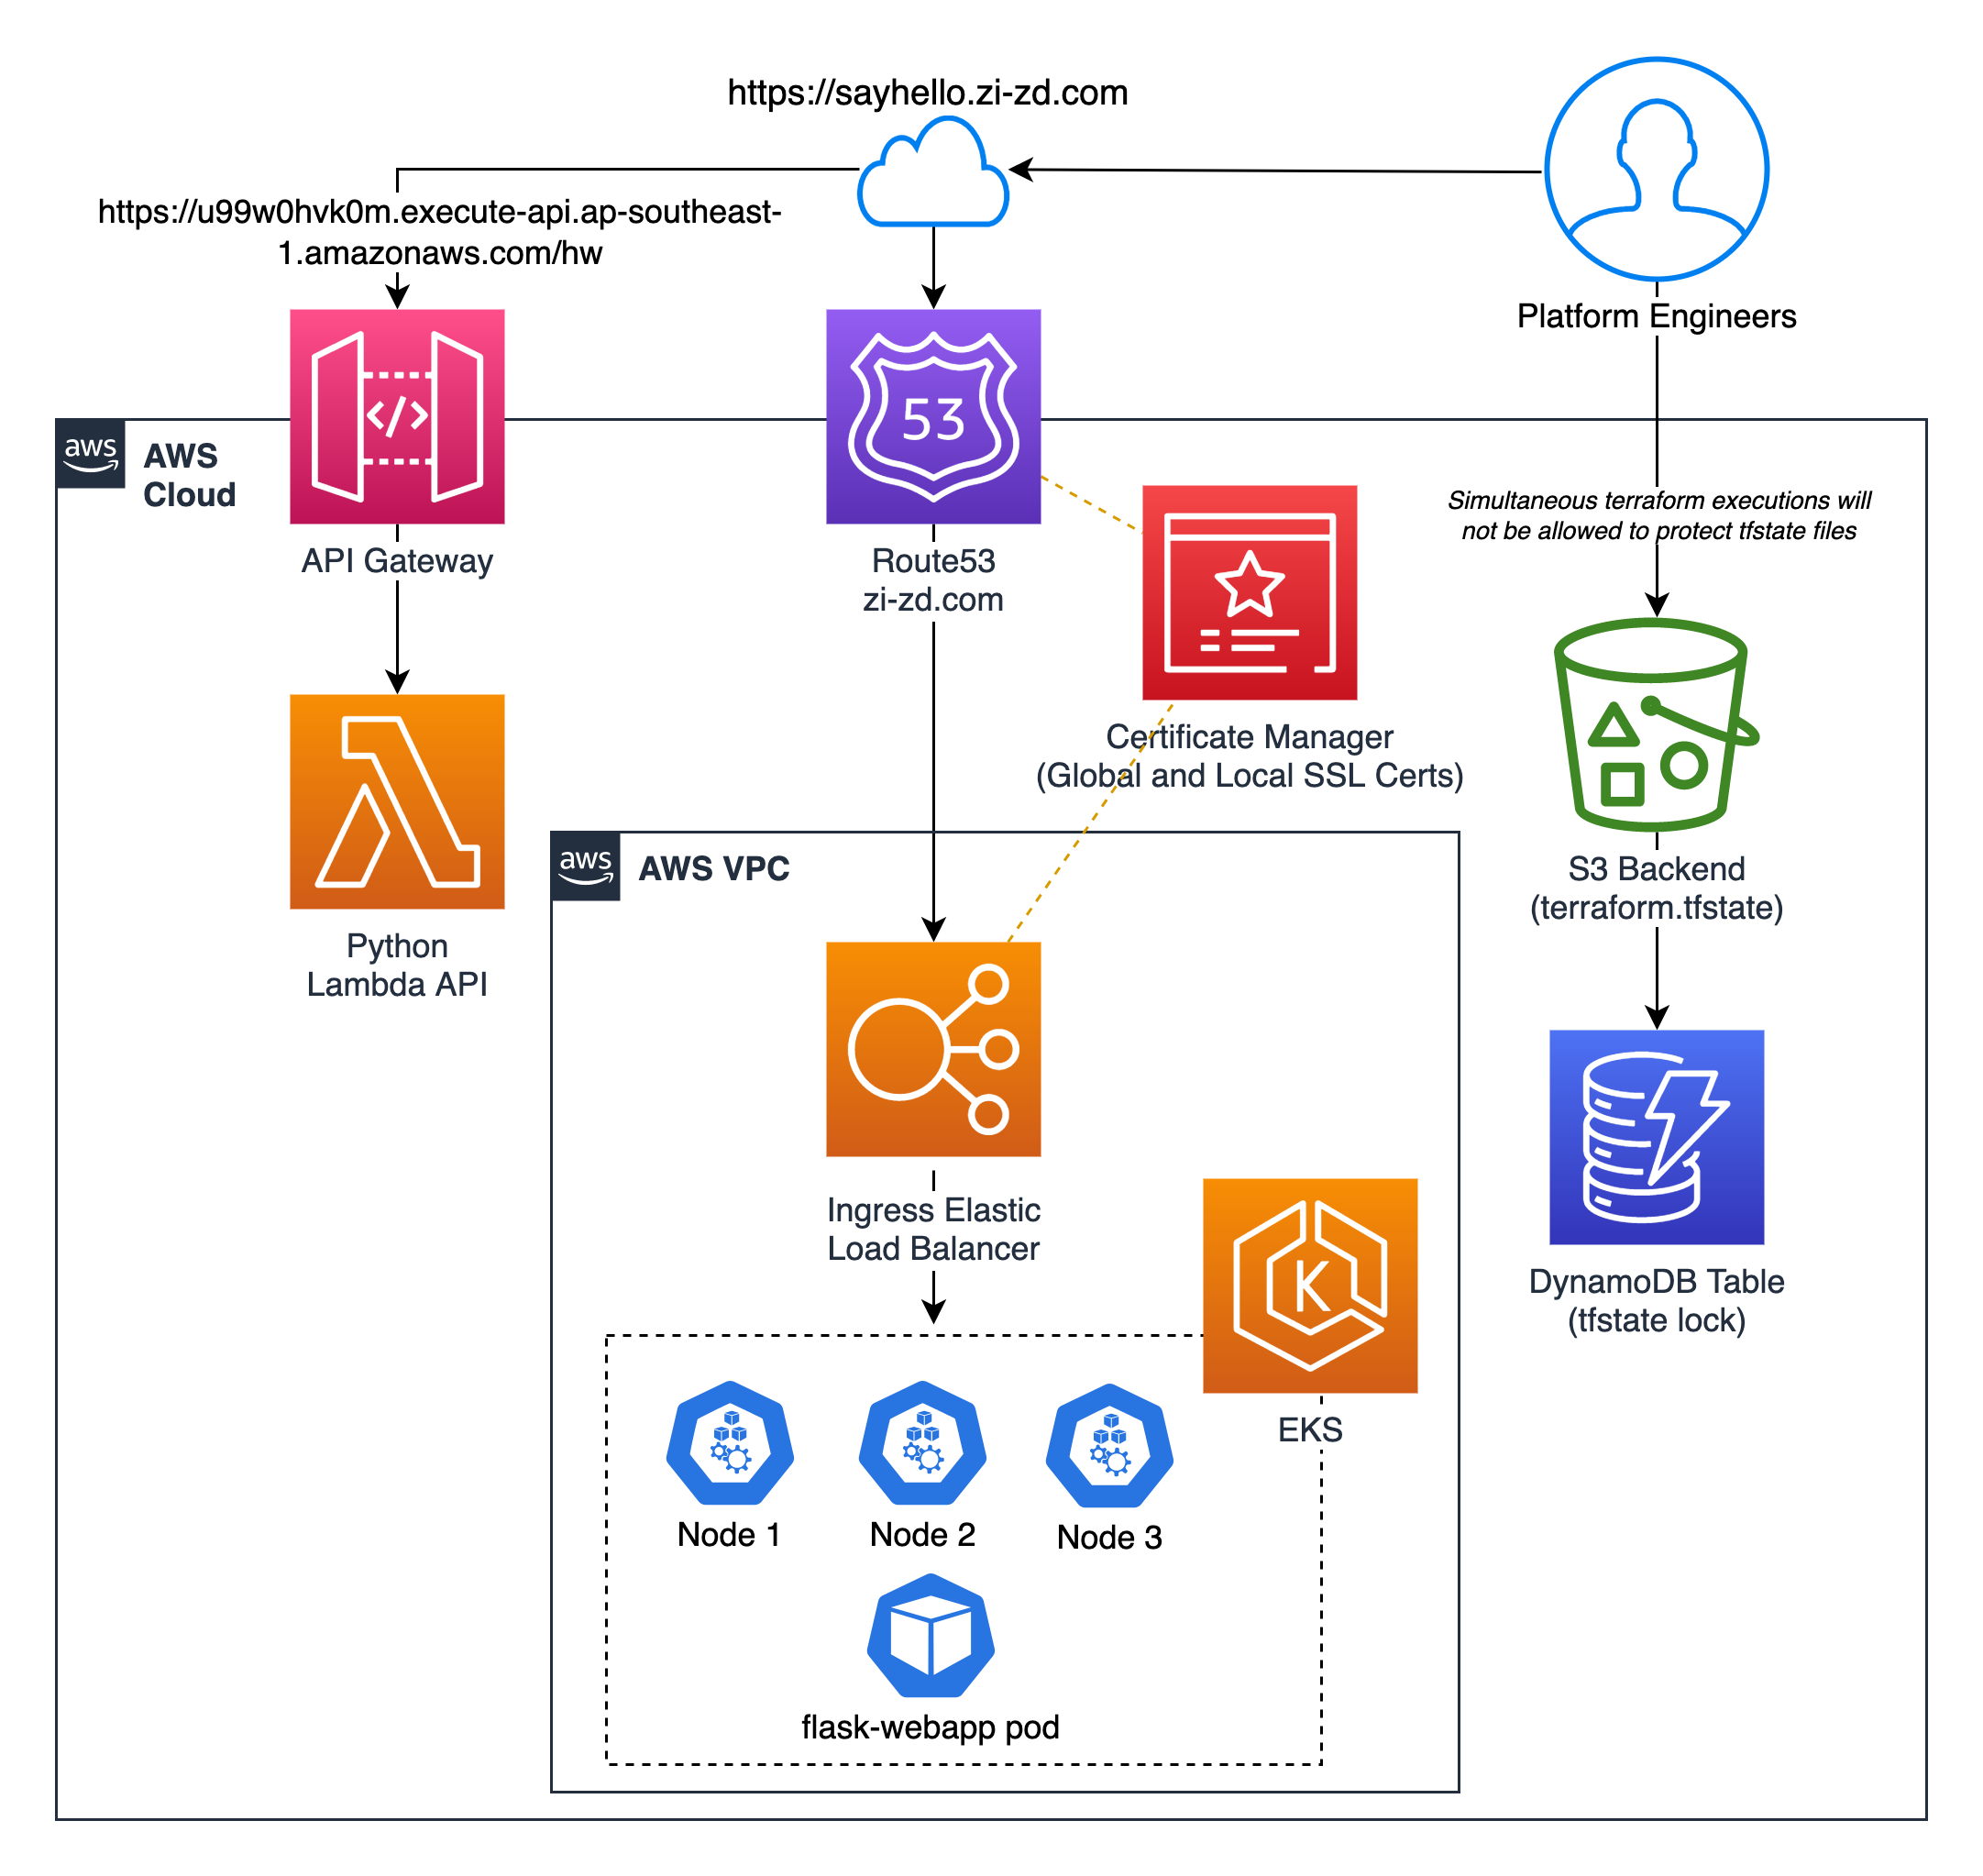 https://sayhello.zi-zd.com
https://u99w0hvk0m.execute-api.ap-southeast-
1.amazonaws.com/hw
Platform Engineers
aws
AWS
Cloud
53
</>
API Gateway
Route53
zi-zd.com
Simultaneous terraform executions will
not be allowed to protect tfstate files
Certificate Manager
(Global and Local SSL Certs)
Python
Lambda API
aws
AWS VPC
S3 Backend
(terraform.tfstate)
Ingress Elastic
Load Balancer
K
EKS
DynamoDB Table
(tfstate lock)
Node 1
Node 2
Node 3
flask-webapp pod